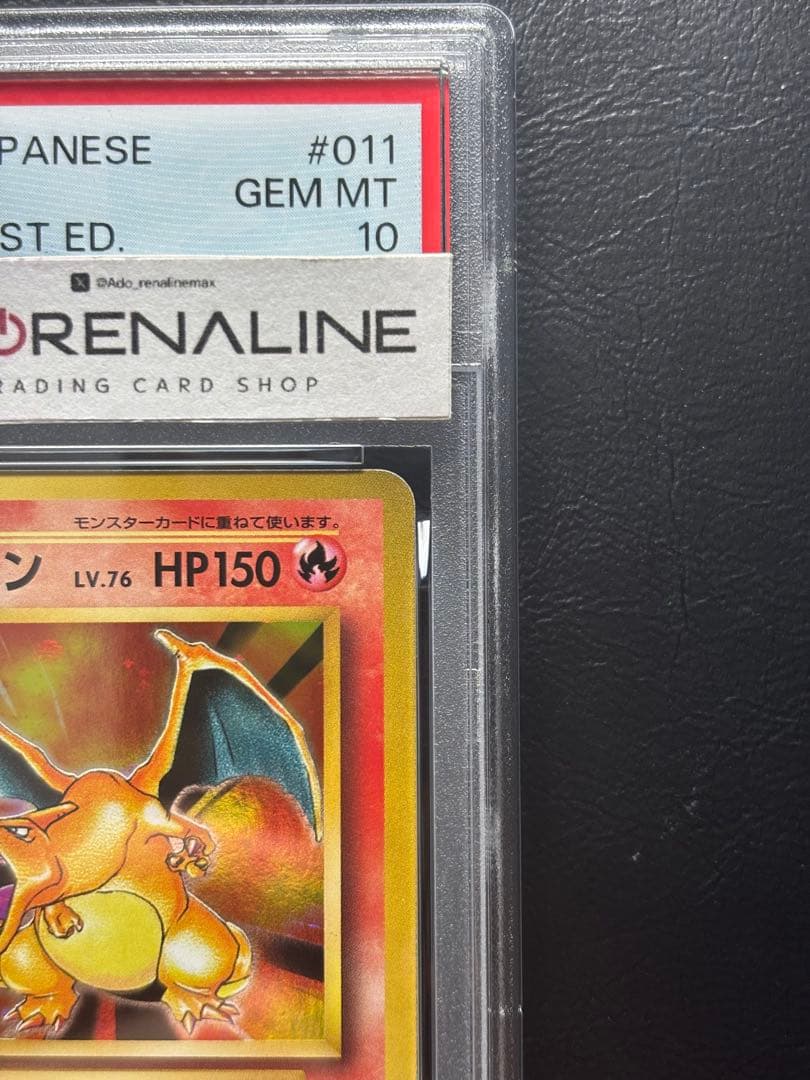 PANESE #011
GEM MT
ST ED. 10
@Ado_renalinemax
RENALINE
RADING CARD SHOP
モンスターカードに重ねて使います。
ン LV.76 HP150